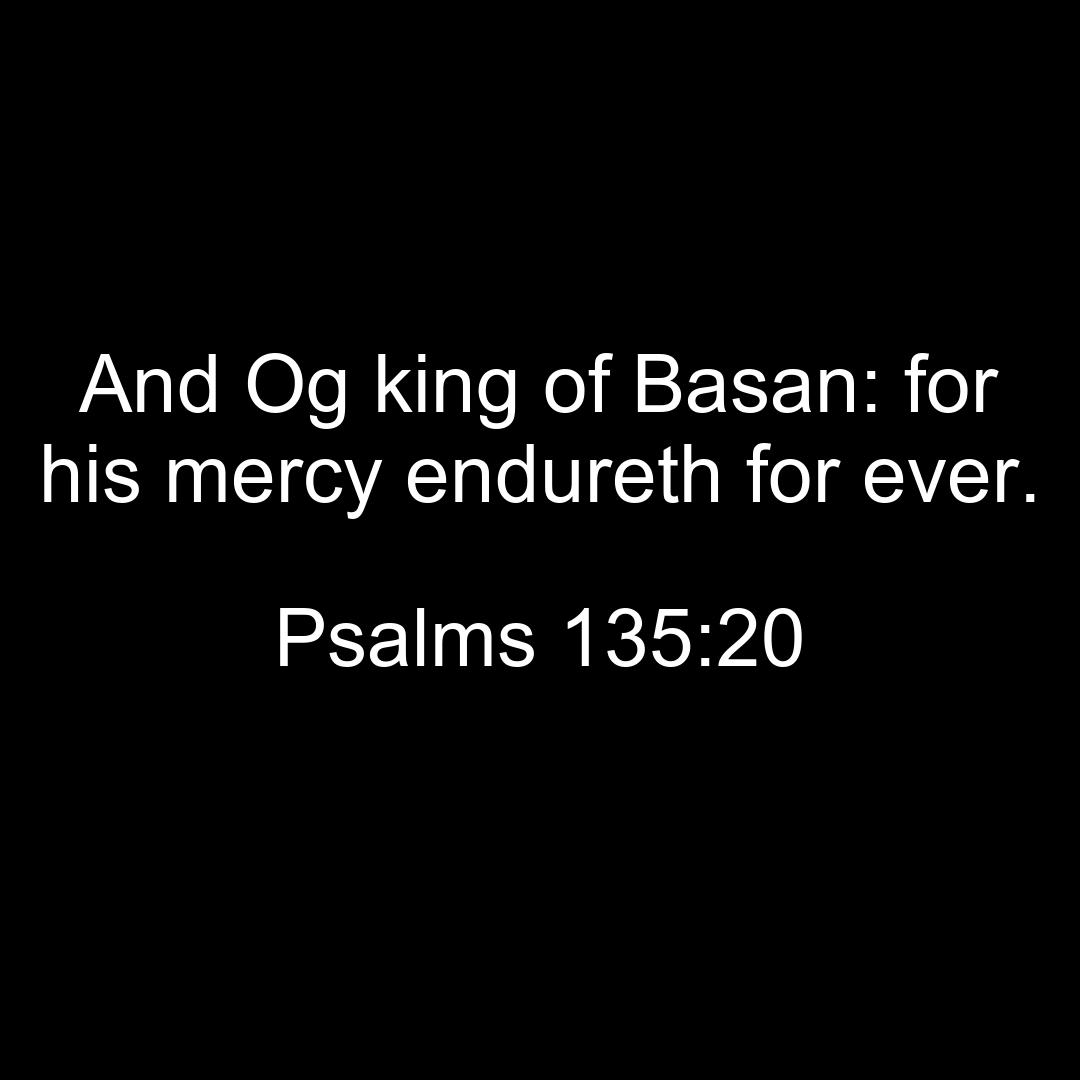 And Og king of Basan: for
his mercy endureth for ever.
Psalms 135:20